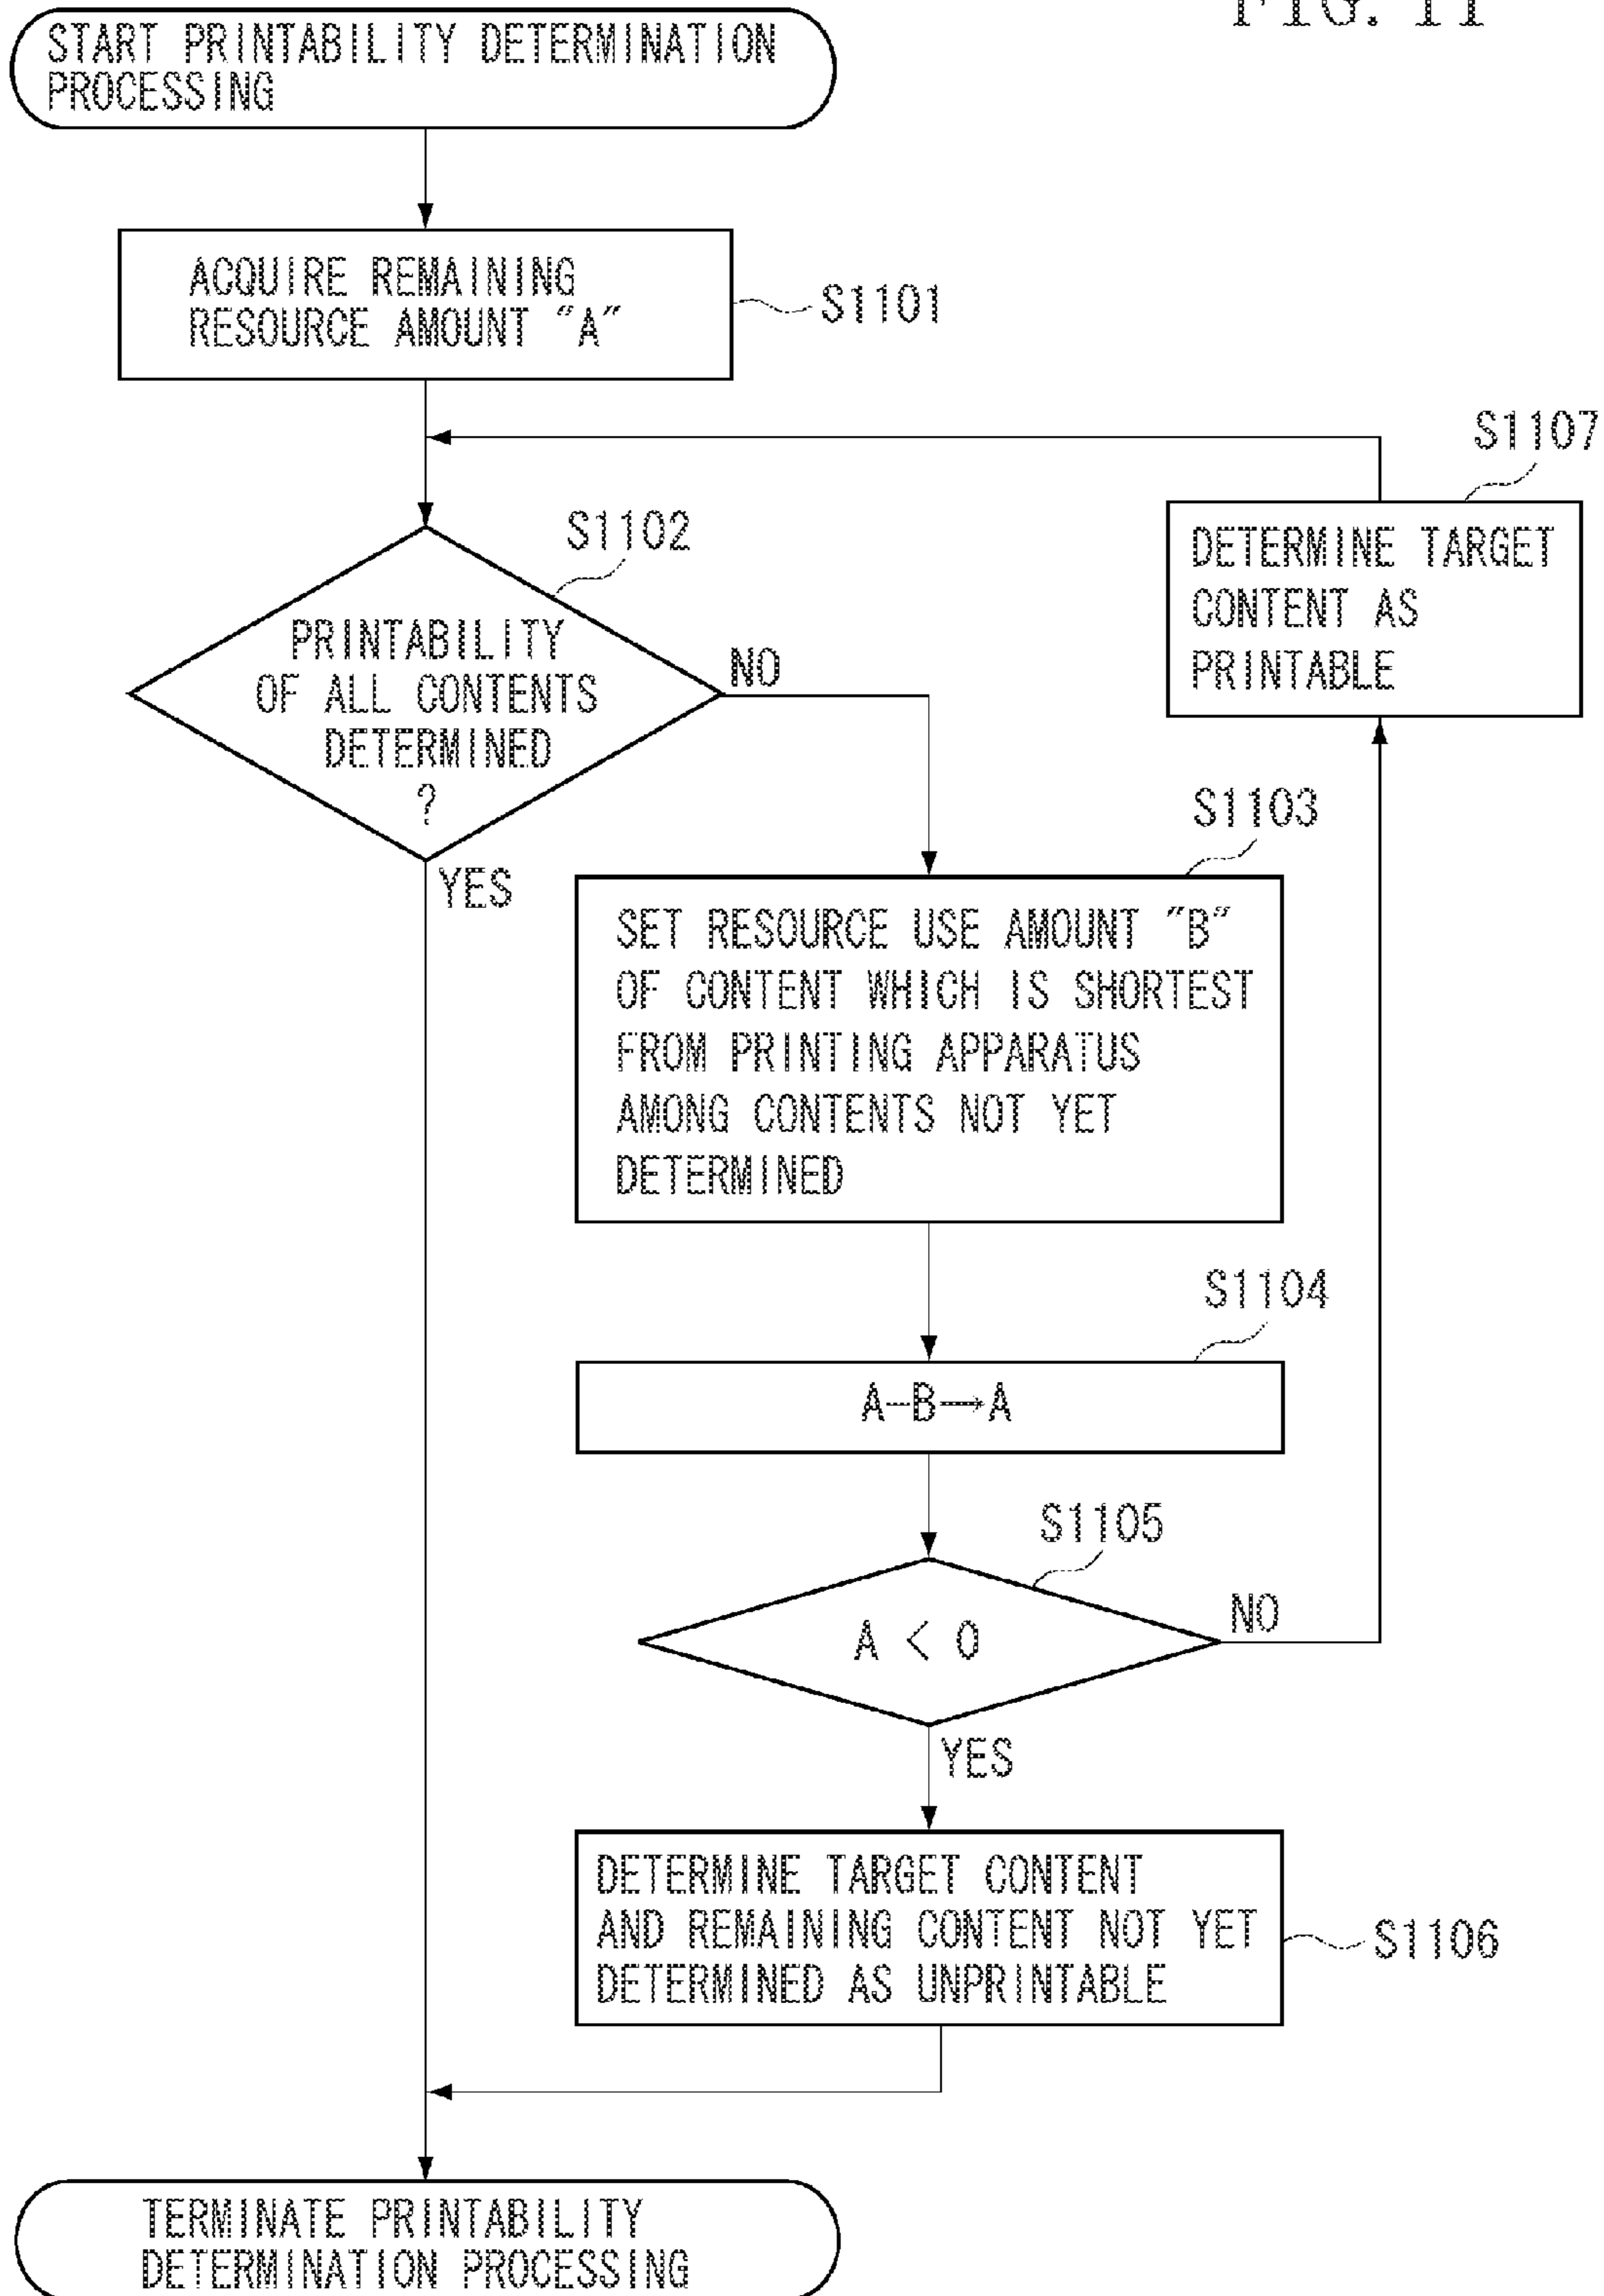 FIG. 11
START PRINTABILITY DETERMINATION
PROCESSING
ACQUIRE REMAINING
RESOURCE AMOUNT "A"
S1101
S1107
DETERMINE TARGET
CONTENT AS
PRINTABLE
S1102
PRINTABILITY
OF ALL CONTENTS
DETERMINED
?
NO
YES
S1103
SET RESOURCE USE AMOUNT "B"
OF CONTENT WHICH IS SHORTEST
FROM PRINTING APPARATUS
AMONG CONTENTS NOT YET
DETERMINED
S1104
A-B→A
S1105
A < 0
NO
YES
DETERMINE TARGET CONTENT
AND REMAINING CONTENT NOT YET
DETERMINED AS UNPRINTABLE
S1106
TERMINATE PRINTABILITY
DETERMINATION PROCESSING